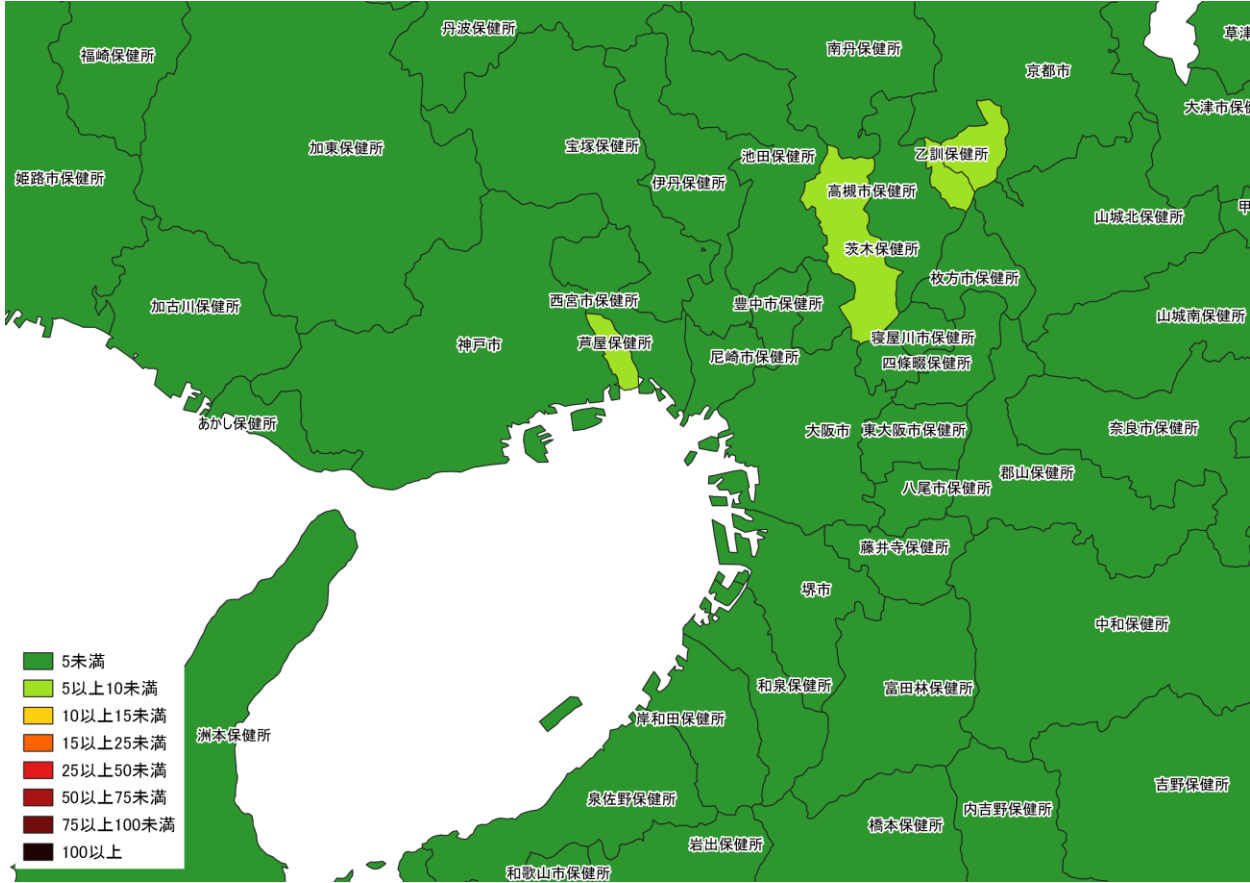 丹波保健所
草津
福崎保健所
南丹保健所
京都市
大津市保健
加東保健所
宝塚保健所
池田保健所
乙訓保健所
姫路市保健所
伊丹保健所
高槻市保健所
甲
山城北保健所
茨木保健所
枚方市保健所
加古川保健所
西宮市保健所
豊中市保健所
山城南保健所
神戸市
芦屋保健所
寝屋川市保健所
尼崎市保健所
四條畷保健所
あかし保健所
大阪市
東大阪市保健所
奈良市保健所
郡山保健所
八尾市保健所
藤井寺保健所
堺市
中和保健所
和泉保健所
富田林保健所
岸和田保健所
洲本保健所
吉野保健所
泉佐野保健所
内吉野保健所
橋本保健所
岩出保健所
和歌山市保健所
5未満
5以上10未満
10以上15未満
15以上25未満
25以上50未満
50以上75未満
75以上100未満
100以上